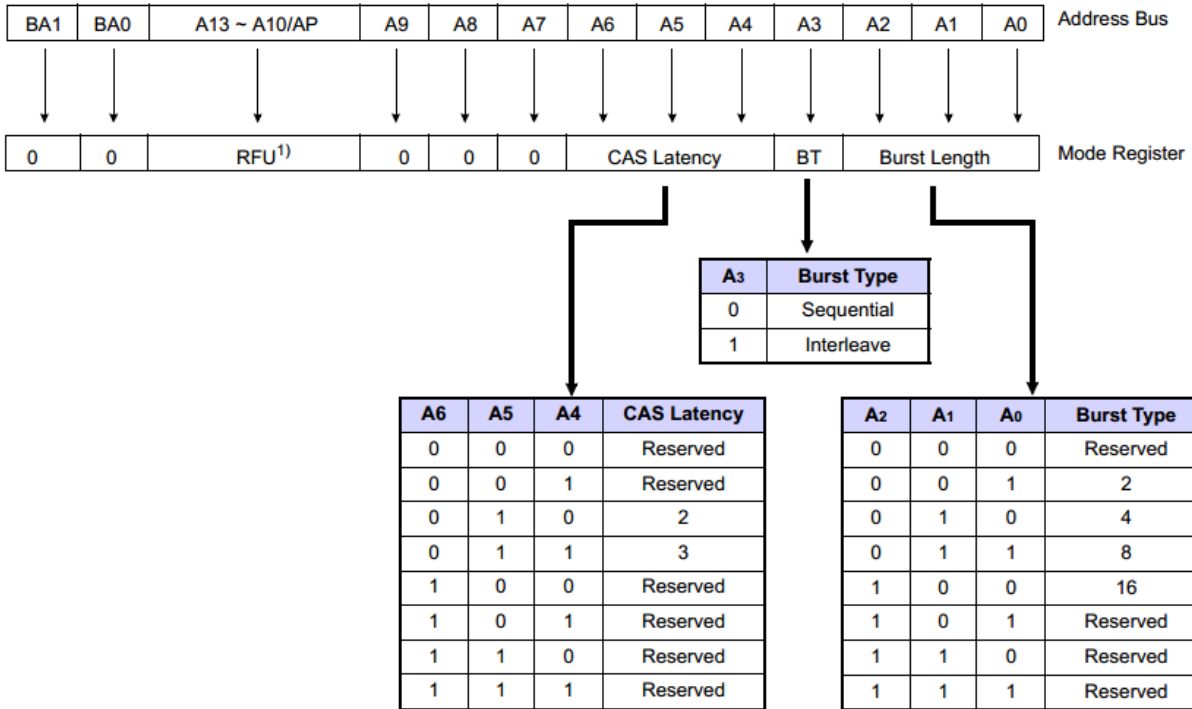 BA1 BA0 A13 ~ A10/AP A9 A8 A7 A6 A5 A4 A3 A2 A1 A0 Address Bus
0 0 RFU1) 0 0 0 CAS Latency BT Burst Length Mode Register
A3 Burst Type
0 Sequential
1 Interleave
A6 A5 A4 CAS Latency
0 0 0 Reserved
0 0 1 Reserved
0 1 0 2
0 1 1 3
1 0 0 Reserved
1 0 1 Reserved
1 1 0 Reserved
1 1 1 Reserved
A2 A1 A0 Burst Type
0 0 0 Reserved
0 0 1 2
0 1 0 4
0 1 1 8
1 0 0 16
1 0 1 Reserved
1 1 0 Reserved
1 1 1 Reserved